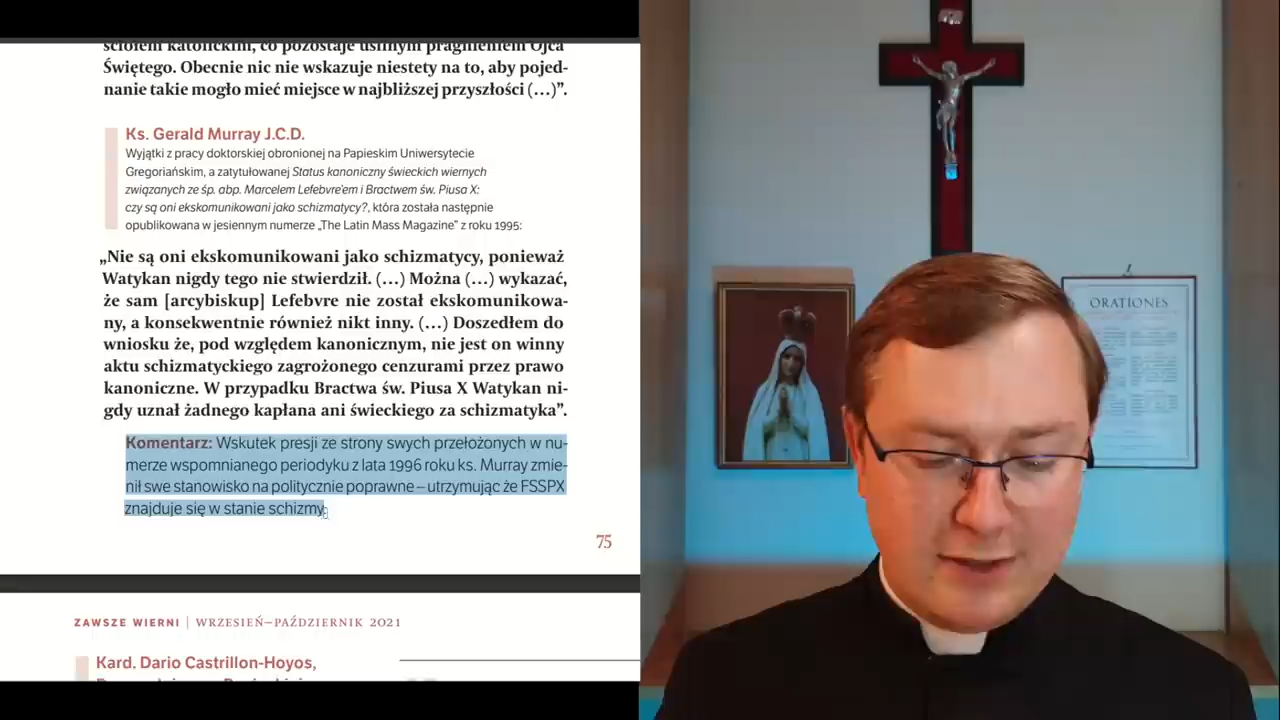 ściołem katolickim, co pozostaje usilnym pragnieniem Ojca
Świętego. Obecnie nic nie wskazuje niestety na to, aby pojed-
nanie takie mogło mieć miejsce w najbliższej przyszłości (…)”.
Ks. Gerald Murray J.C.D.
Wyjątki z pracy doktorskiej obronionej na Papieskim Uniwersytecie
Gregoriańskim, a zatytułowanej Status kanoniczny świeckich wiernych
związanych ze śp. abp. Marcelem Lefebvre’em i Bractwem św. Piusa X:
czy są oni ekskomunikowani jako schizmatycy?, która została następnie
opublikowana w jesiennym numerze „The Latin Mass Magazine” z roku 1995:
„Nie są oni ekskomunikowani jako schizmatycy, ponieważ
Watykan nigdy tego nie stwierdził. (…) Można (…) wykazać,
że sam [arcybiskup] Lefebvre nie został ekskomunikowa-
ny, a konsekwentnie również nikt inny. (…) Doszedłem do
wniosku że, pod względem kanonicznym, nie jest on winny
aktu schizmatyckiego zagrożonego cenzurami przez prawo
kanoniczne. W przypadku Bractwa św. Piusa X Watykan ni-
gdy uznał żadnego kapłana ani świeckiego za schizmatyka”.
Komentarz: Wskutek presji ze strony swych przełożonych w nu-
merze wspomnianego periodyku z lata 1996 roku ks. Murray zmie-
nił swe stanowisko na politycznie poprawne – utrzymując że FSSPX
znajduje się w stanie schizmy.
75
ZAWSZE WIERNI | WRZESIEŃ–PAŹDZIERNIK 2021
Kard. Dario Castrillon-Hoyos,
ORATIONES